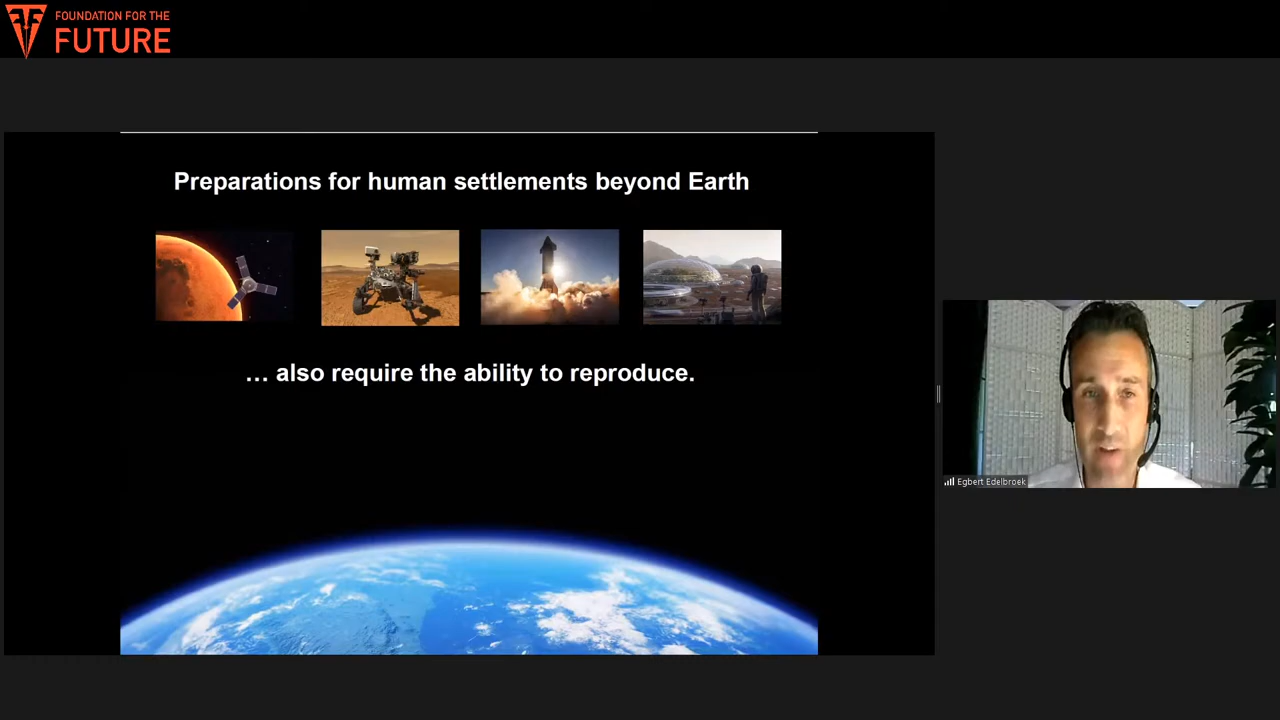 FOUNDATION FOR THE
FUTURE
Preparations for human settlements beyond Earth
… also require the ability to reproduce.
Egbert Edelbroek